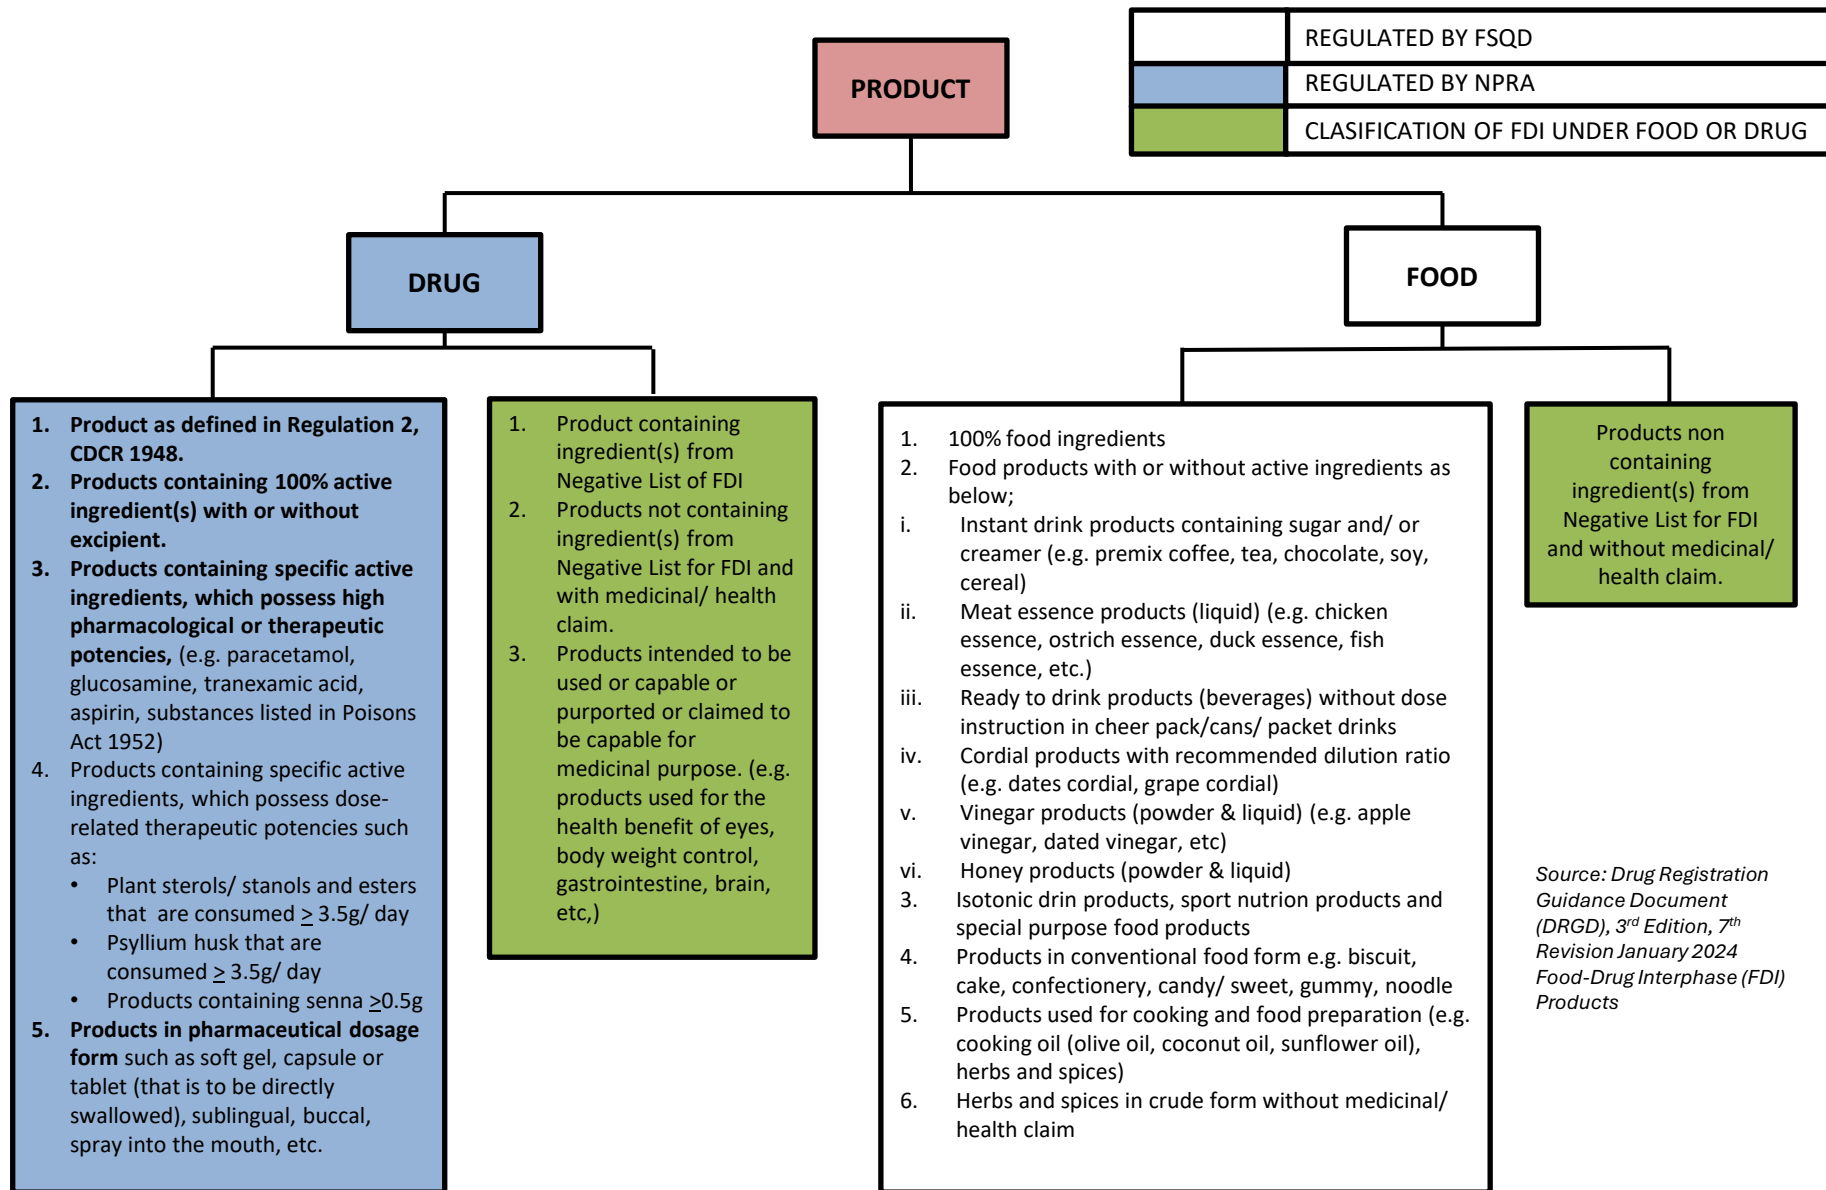 REGULATED BY FSQD
REGULATED BY NPRA
CLASIFICATION OF FDI UNDER FOOD OR DRUG
PRODUCT
DRUG
FOOD
1. Product as defined in Regulation 2,
CDCR 1948.
2. Products containing 100% active
ingredient(s) with or without
excipient.
3. Products containing specific active
ingredients, which possess high
pharmacological or therapeutic
potencies, (e.g. paracetamol,
glucosamine, tranexamic acid,
aspirin, substances listed in Poisons
Act 1952)
4. Products containing specific active
ingredients, which possess dose-
related therapeutic potencies such
as:
• Plant sterols/ stanols and esters
that are consumed ≥ 3.5g/ day
• Psyllium husk that are
consumed ≥ 3.5g/ day
• Products containing senna ≥0.5g
5. Products in pharmaceutical dosage
form such as soft gel, capsule or
tablet (that is to be directly
swallowed), sublingual, buccal,
spray into the mouth, etc.
1. Product containing
ingredient(s) from
Negative List of FDI
2. Products not containing
ingredient(s) from
Negative List for FDI and
with medicinal/ health
claim.
3. Products intended to be
used or capable or
purported or claimed to
be capable for
medicinal purpose. (e.g.
products used for the
health benefit of eyes,
body weight control,
gastrointestine, brain,
etc,)
1. 100% food ingredients
2. Food products with or without active ingredients as
below;
i. Instant drink products containing sugar and/ or
creamer (e.g. premix coffee, tea, chocolate, soy,
cereal)
ii. Meat essence products (liquid) (e.g. chicken
essence, ostrich essence, duck essence, fish
essence, etc.)
iii. Ready to drink products (beverages) without dose
instruction in cheer pack/cans/ packet drinks
iv. Cordial products with recommended dilution ratio
(e.g. dates cordial, grape cordial)
v. Vinegar products (powder & liquid) (e.g. apple
vinegar, dated vinegar, etc)
vi. Honey products (powder & liquid)
3. Isotonic drin products, sport nutrion products and
special purpose food products
4. Products in conventional food form e.g. biscuit,
cake, confectionery, candy/ sweet, gummy, noodle
5. Products used for cooking and food preparation (e.g.
cooking oil (olive oil, coconut oil, sunflower oil),
herbs and spices)
6. Herbs and spices in crude form without medicinal/
health claim
Products non
containing
ingredient(s) from
Negative List for FDI
and without medicinal/
health claim.
Source: Drug Registration
Guidance Document
(DRGD), 3rd Edition, 7th
Revision January 2024
Food-Drug Interphase (FDI)
Products